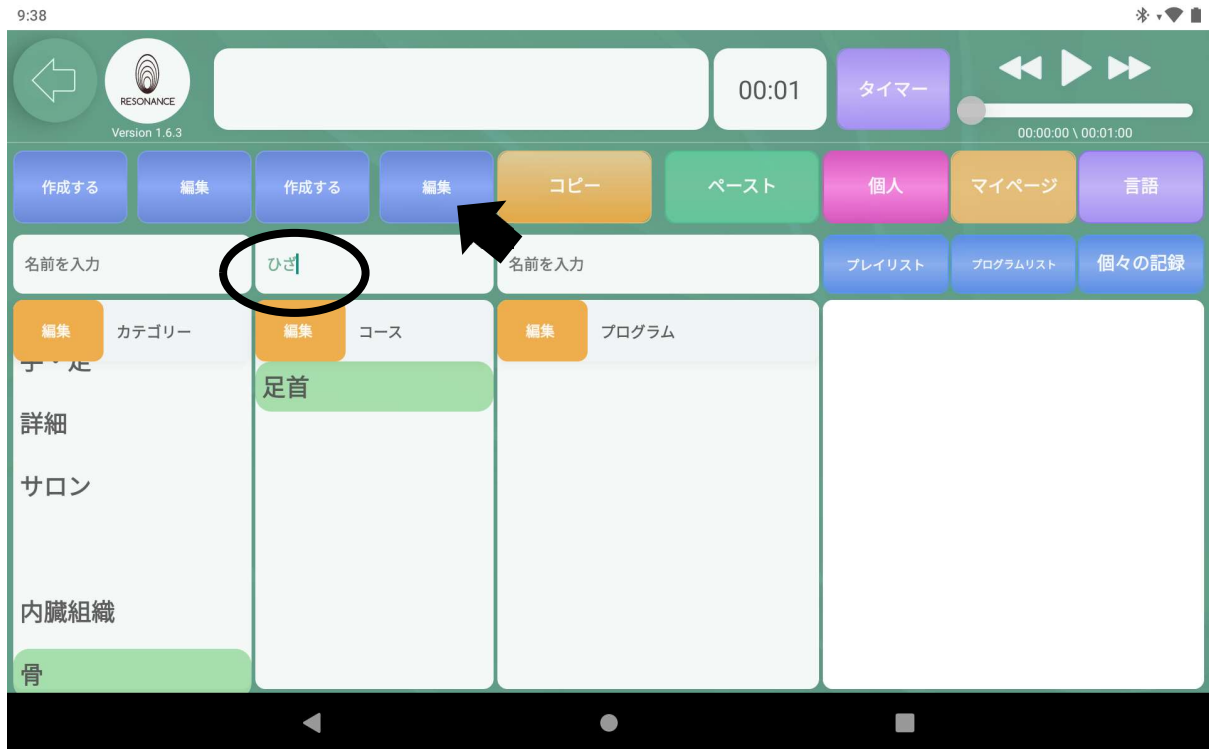 9:38
RESONANCE
Version 1.6.3
00:01
タイマー
00:00:00 \ 00:01:00
作成する
編集
作成する
編集
コピー
ペースト
個人
マイページ
言語
名前を入力
ひざ
名前を入力
プレイリスト
プログラムリスト
個々の記録
編集
カテゴリー
編集
コース
編集
プログラム
足首
詳細
サロン
内臓組織
骨